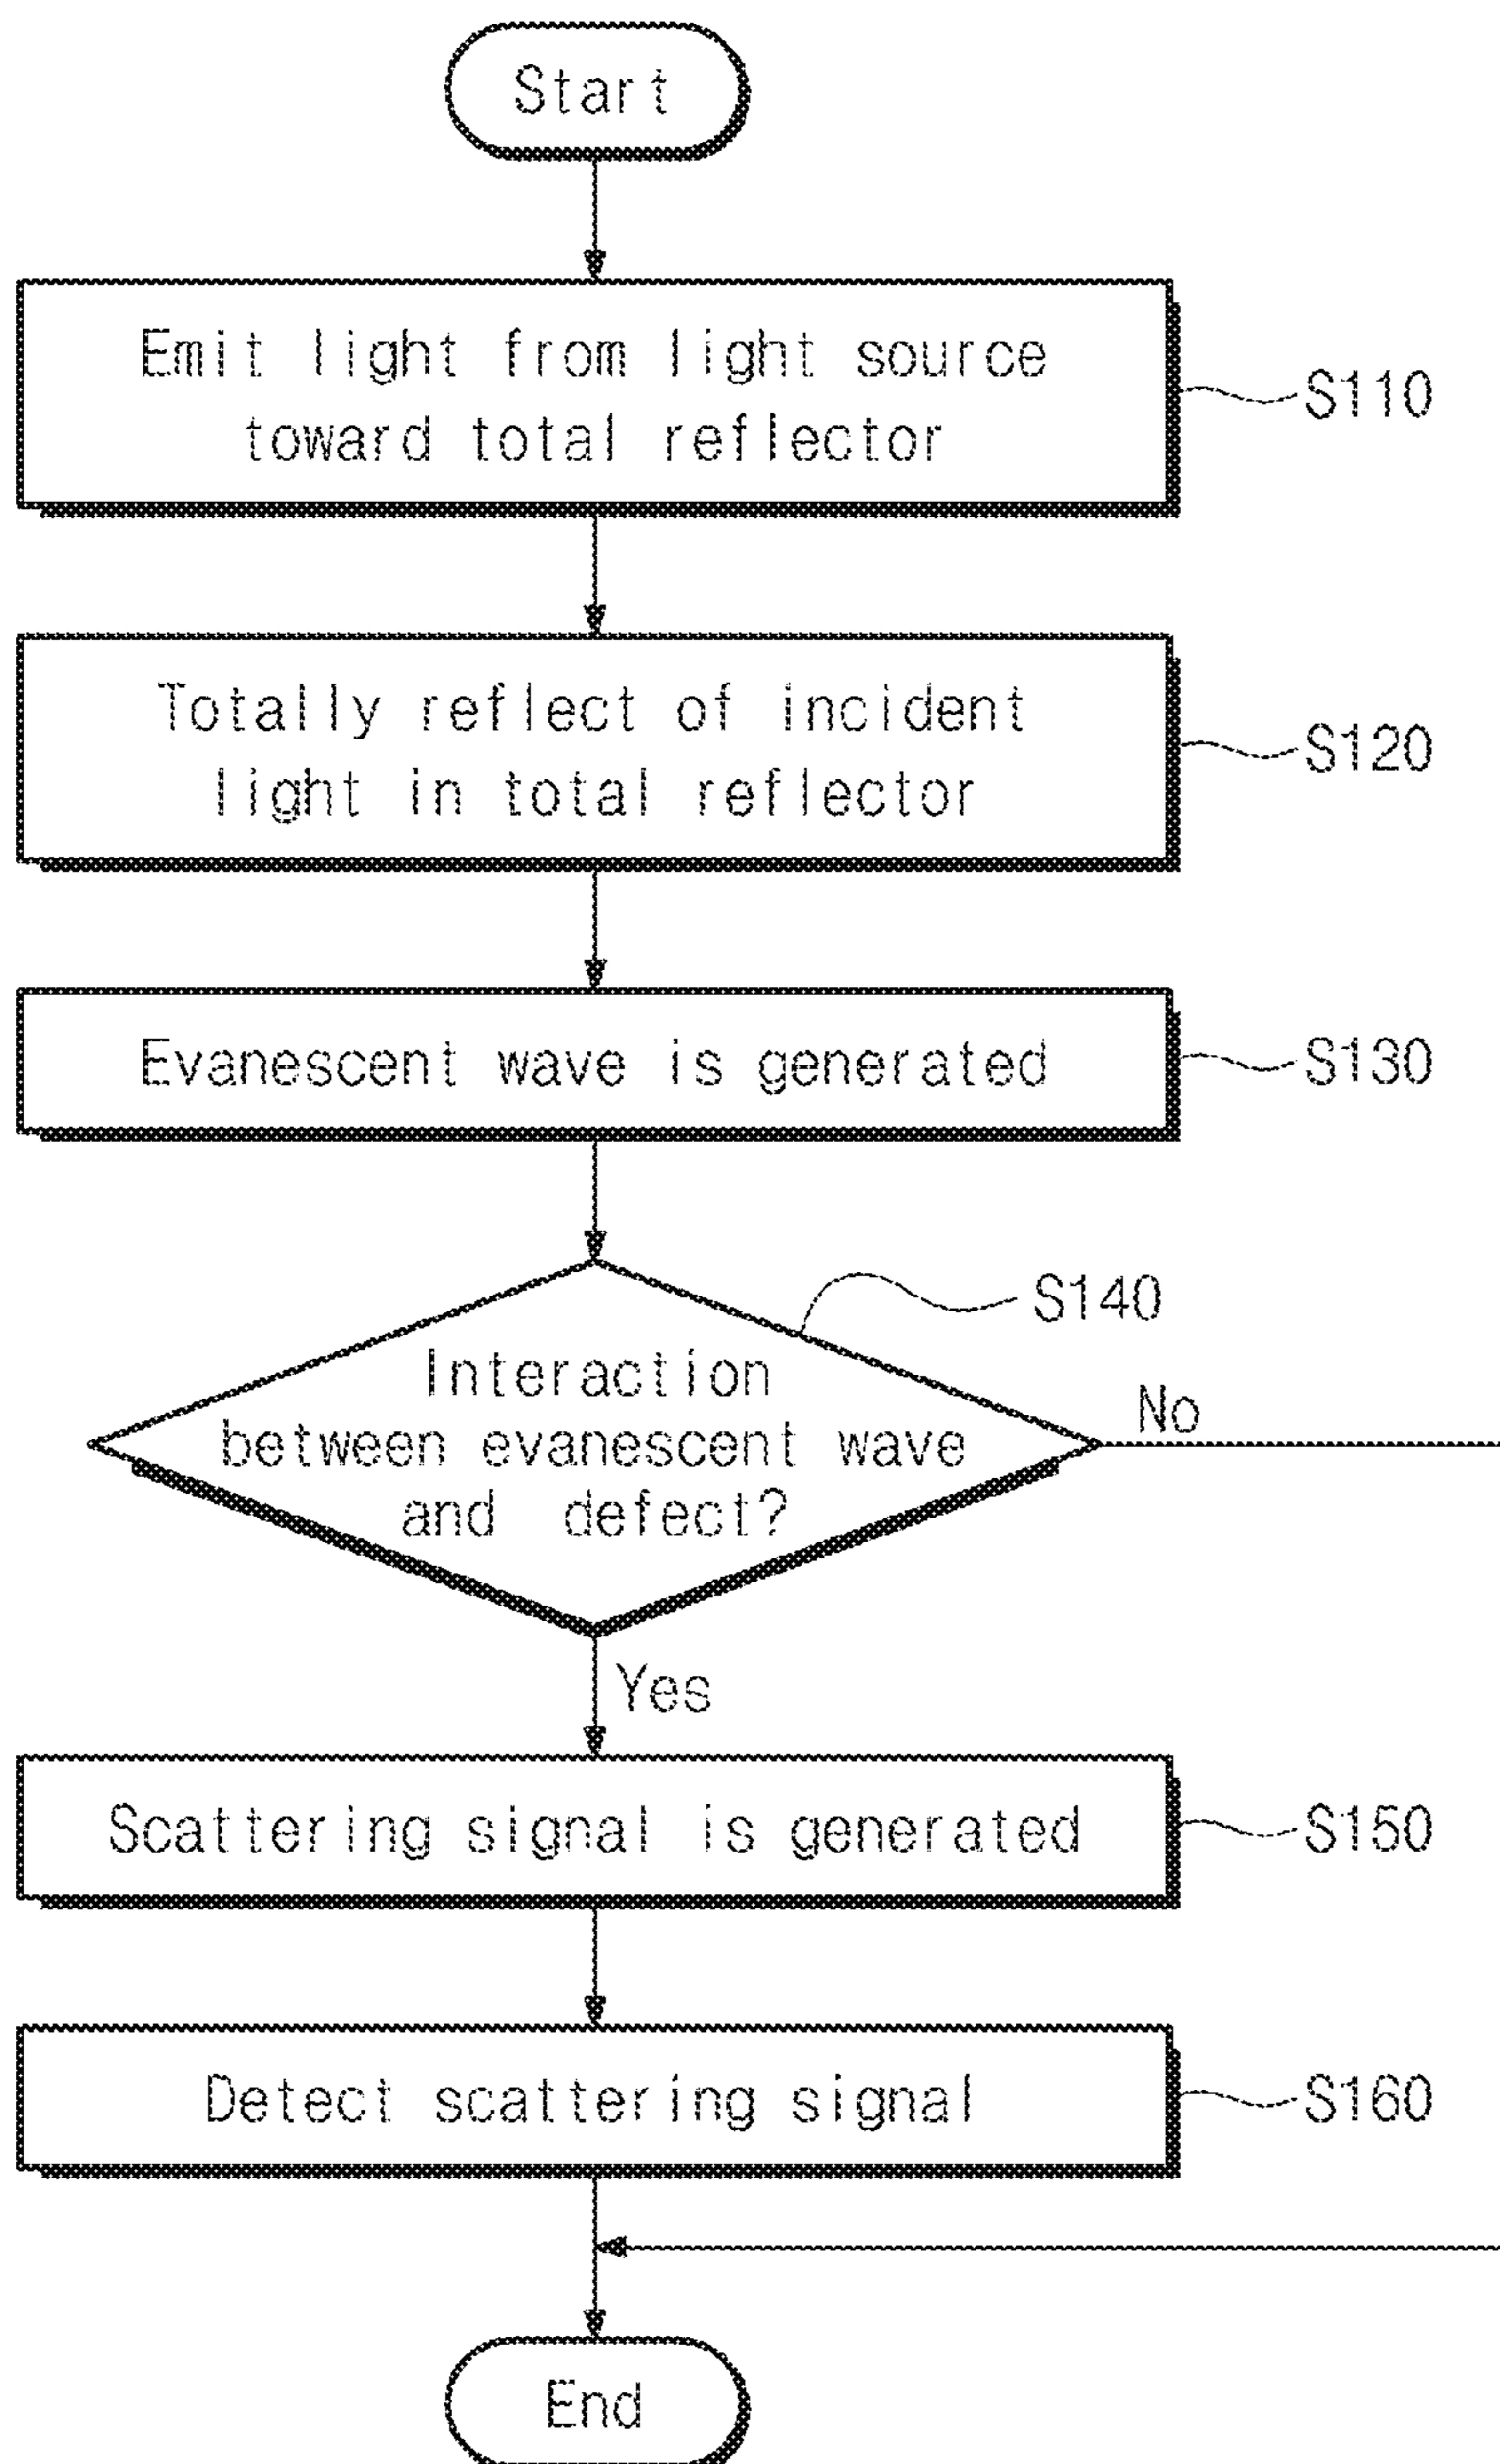 Start
Emit light from light source
toward total reflector
S110
Totally reflect of incident
light in total reflector
S120
Evanescent wave is generated
S130
S140
Interaction
between evanescent wave
and defect?
No
Yes
Scattering signal is generated
S150
Detect scattering signal
S160
End